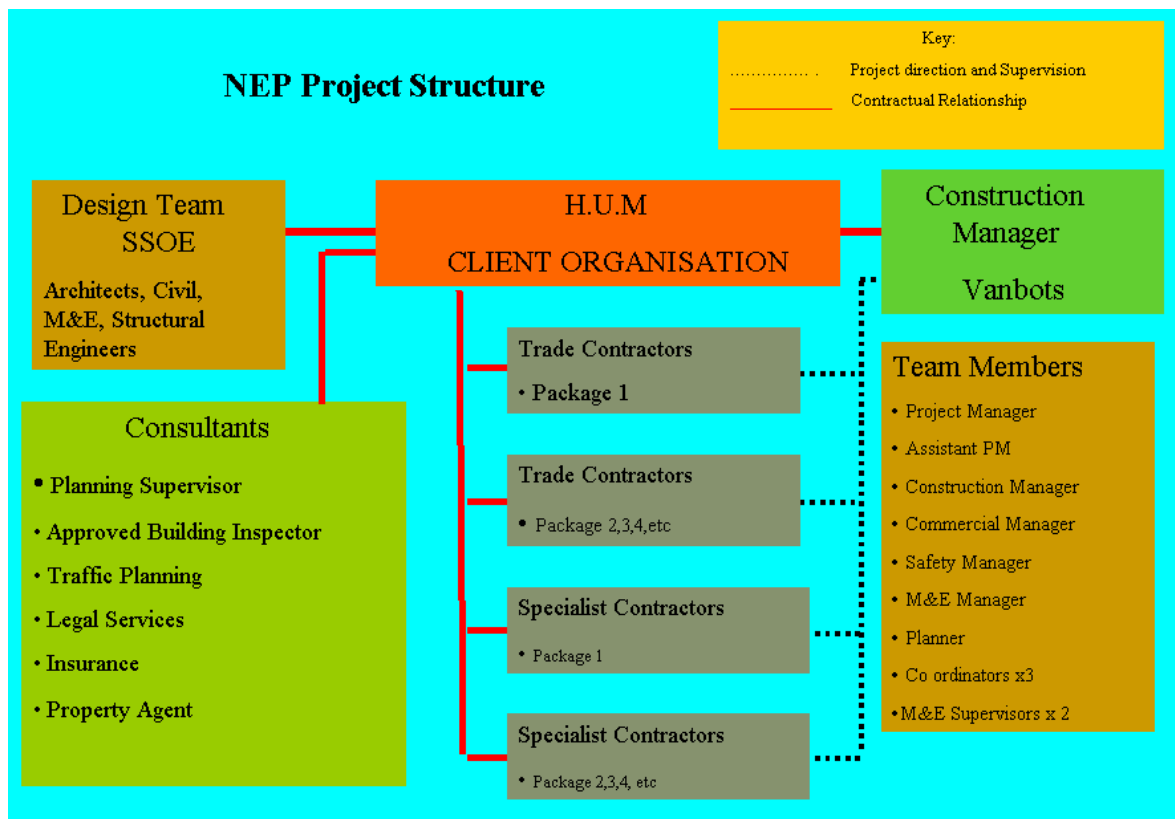 NEP Project Structure
Key:
Project direction and Supervision
Contractual Relationship
Design Team
SSOE
Architects, Civil,
M&E, Structural
Engineers
H.U.M
CLIENT ORGANISATION
Construction
Manager
Vanbots
Consultants
• Planning Supervisor
• Approved Building Inspector
• Traffic Planning
• Legal Services
• Insurance
• Property Agent
Trade Contractors
• Package 1
Trade Contractors
• Package 2,3,4,etc
Specialist Contractors
• Package 1
Specialist Contractors
• Package 2,3,4, etc
Team Members
• Project Manager
• Assistant PM
• Construction Manager
• Commercial Manager
• Safety Manager
• M&E Manager
• Planner
• Co ordinators x3
•M&E Supervisors x 2